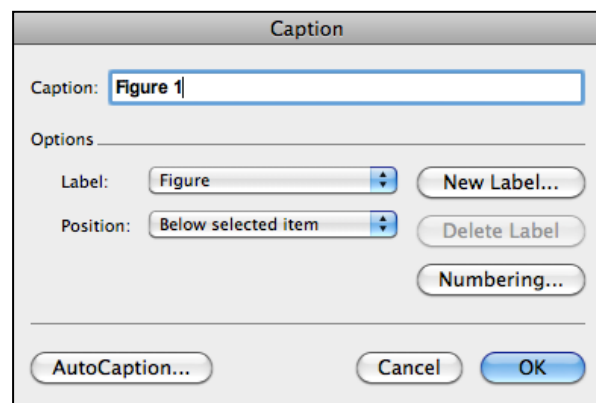 Caption
Caption: Figure 1
Options
Label: Figure New Label...
Position: Below selected item Delete Label
Numbering...
AutoCaption... Cancel OK